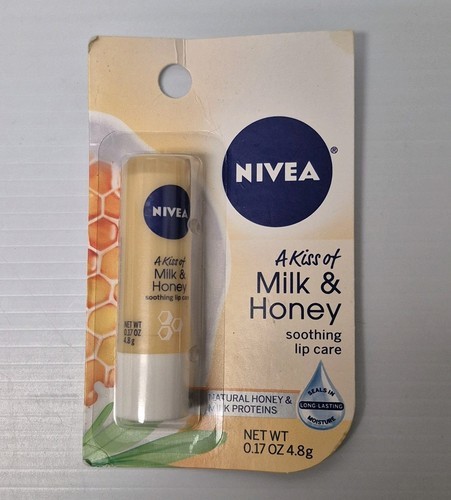 NIVEA®
A Kiss of
Milk &
Honey
soothing
lip care
NATURAL HONEY &
MILK PROTEINS
SEALS IN
LONG-LASTING
MOISTURE
NET WT
0.17 OZ 4.8g
NIVEA
A Kiss of
Milk &
Honey
soothing lip care
NET WT
0.17 OZ
4.8g